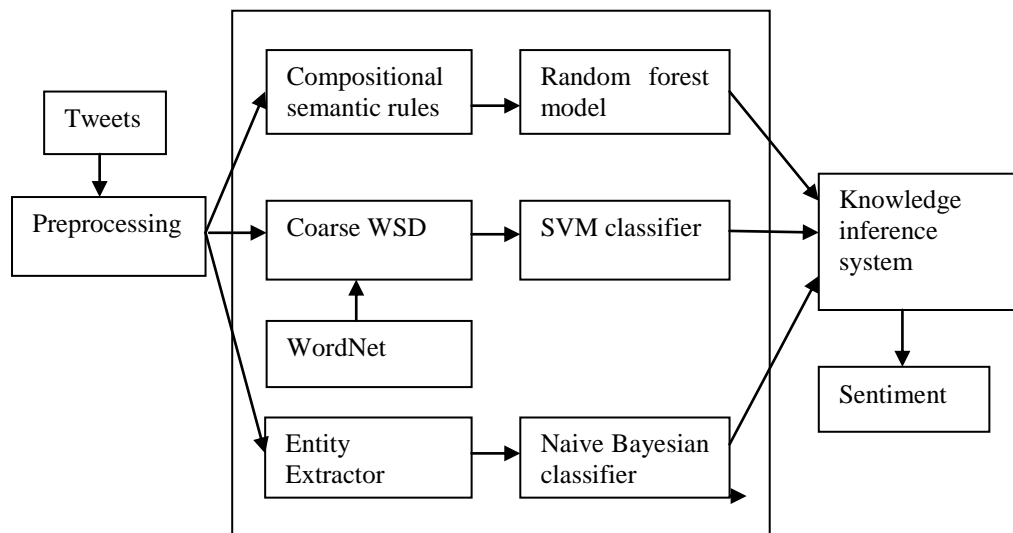 Tweets
Preprocessing
Compositional
semantic rules
Random forest
model
Coarse WSD
SVM classifier
WordNet
Entity
Extractor
Naive Bayesian
classifier
Knowledge
inference
system
Sentiment